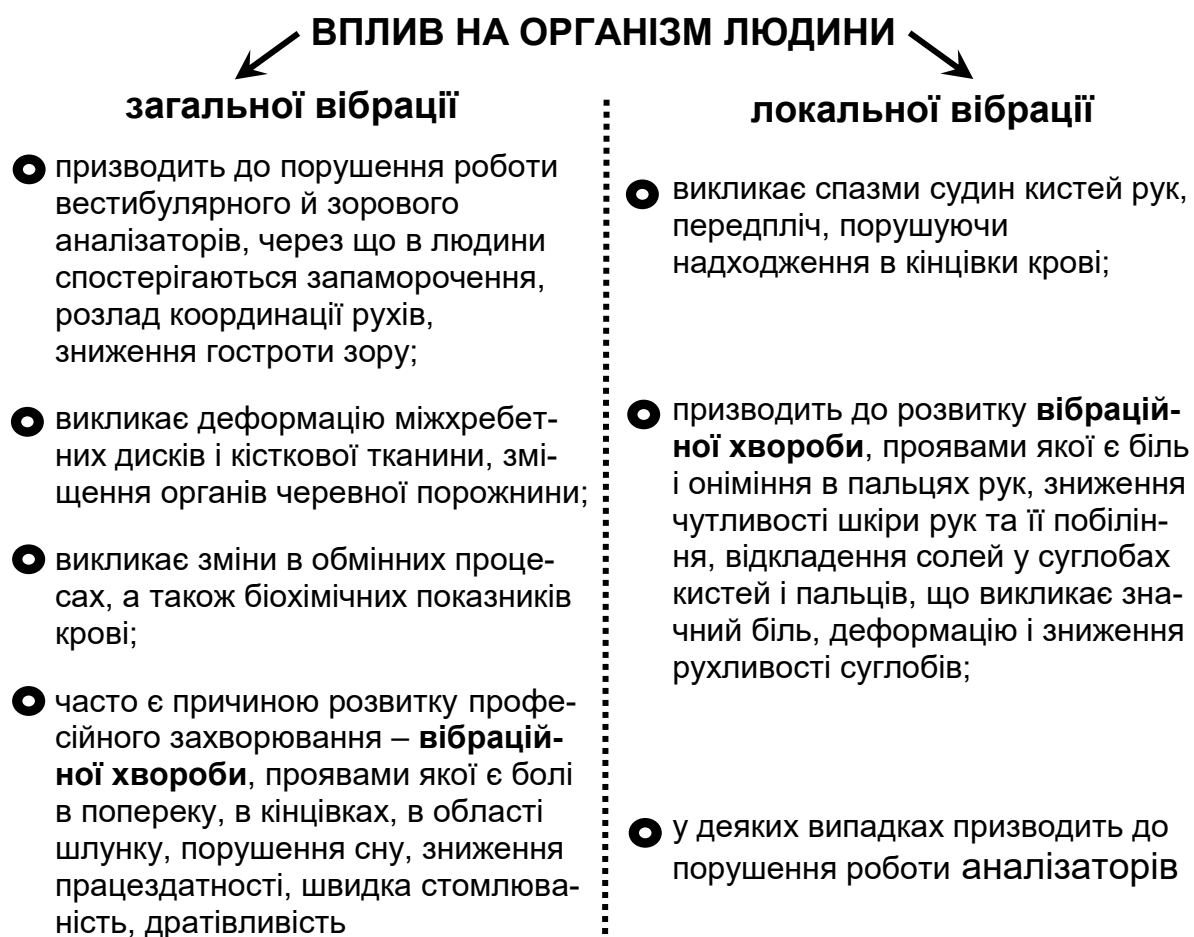 ВПЛИВ НА ОРГАНІЗМ ЛЮДИНИ
загальної вібрації
призводить до порушення роботи
вестибулярного й зорового
аналізаторів, через що в людини
спостерігаються запаморочення,
розлад координації рухів,
зниження гостроти зору;
викликає деформацію міжхребет-
них дисків і кісткової тканини, змі-
щення органів черевної порожнини;
викликає зміни в обмінних проце-
сах, а також біохімічних показників
крові;
часто є причиною розвитку профе-
сійного захворювання – вібрацій-
ної хвороби, проявами якої є болі
в попереку, в кінцівках, в області
шлунку, порушення сну, зниження
працездатності, швидка стомлюва-
ність, дратівливість
локальної вібрації
викликає спазми судин кистей рук,
передпліч, порушуючи
надходження в кінцівки крові;
призводить до розвитку вібрацій-
ної хвороби, проявами якої є біль
і оніміння в пальцях рук, зниження
чутливості шкіри рук та її побілін-
ня, відкладення солей у суглобах
кистей і пальців, що викликає зна-
чний біль, деформацію і зниження
рухливості суглобів;
у деяких випадках призводить до
порушення роботи аналізаторів